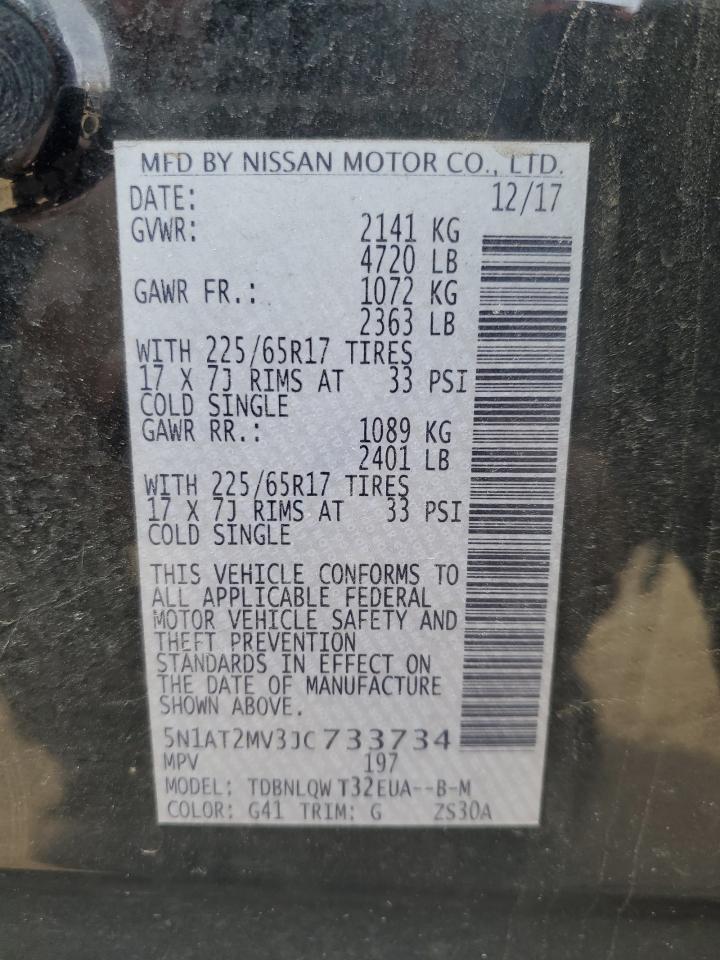 MFD BY NISSAN MOTOR CO., LTD.
DATE: 12/17
GVWR: 2141 KG
4720 LB
GAWR FR.: 1072 KG
2363 LB
WITH 225/65R17 TIRES
17 X 7J RIMS AT 33 PSI
COLD SINGLE
GAWR RR.: 1089 KG
2401 LB
WITH 225/65R17 TIRES
17 X 7J RIMS AT 33 PSI
COLD SINGLE
THIS VEHICLE CONFORMS TO
ALL APPLICABLE FEDERAL
MOTOR VEHICLE SAFETY AND
THEFT PREVENTION
STANDARDS IN EFFECT ON
THE DATE OF MANUFACTURE
SHOWN ABOVE.
5N1AT2MV3JC733734
MPV 197
MODEL: TDBNLQW T32EUA--B-M
COLOR: G41 TRIM: G ZS30A